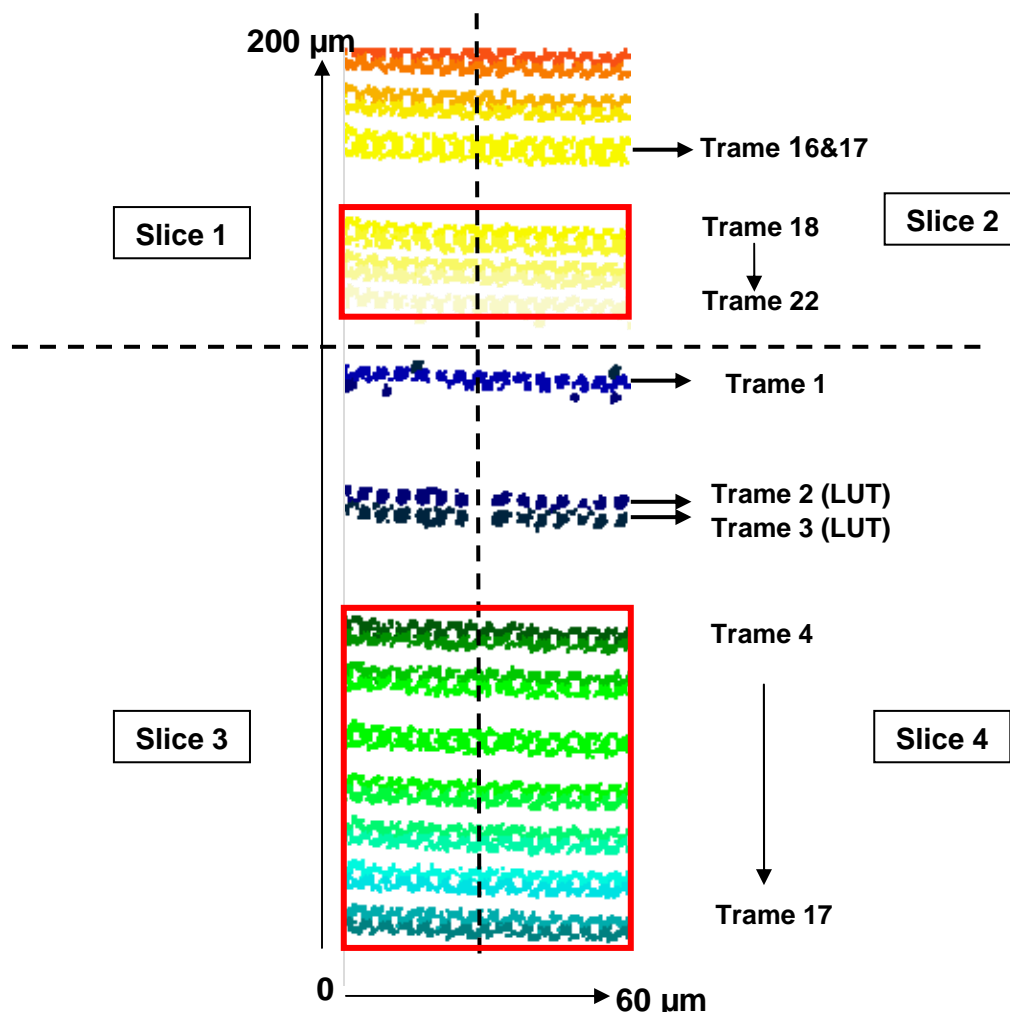 200 µm
Trame 16&17
Slice 1
Trame 18
Slice 2
Trame 22
Trame 1
Trame 2 (LUT)
Trame 3 (LUT)
Trame 4
Slice 3
Slice 4
Trame 17
0
60 µm